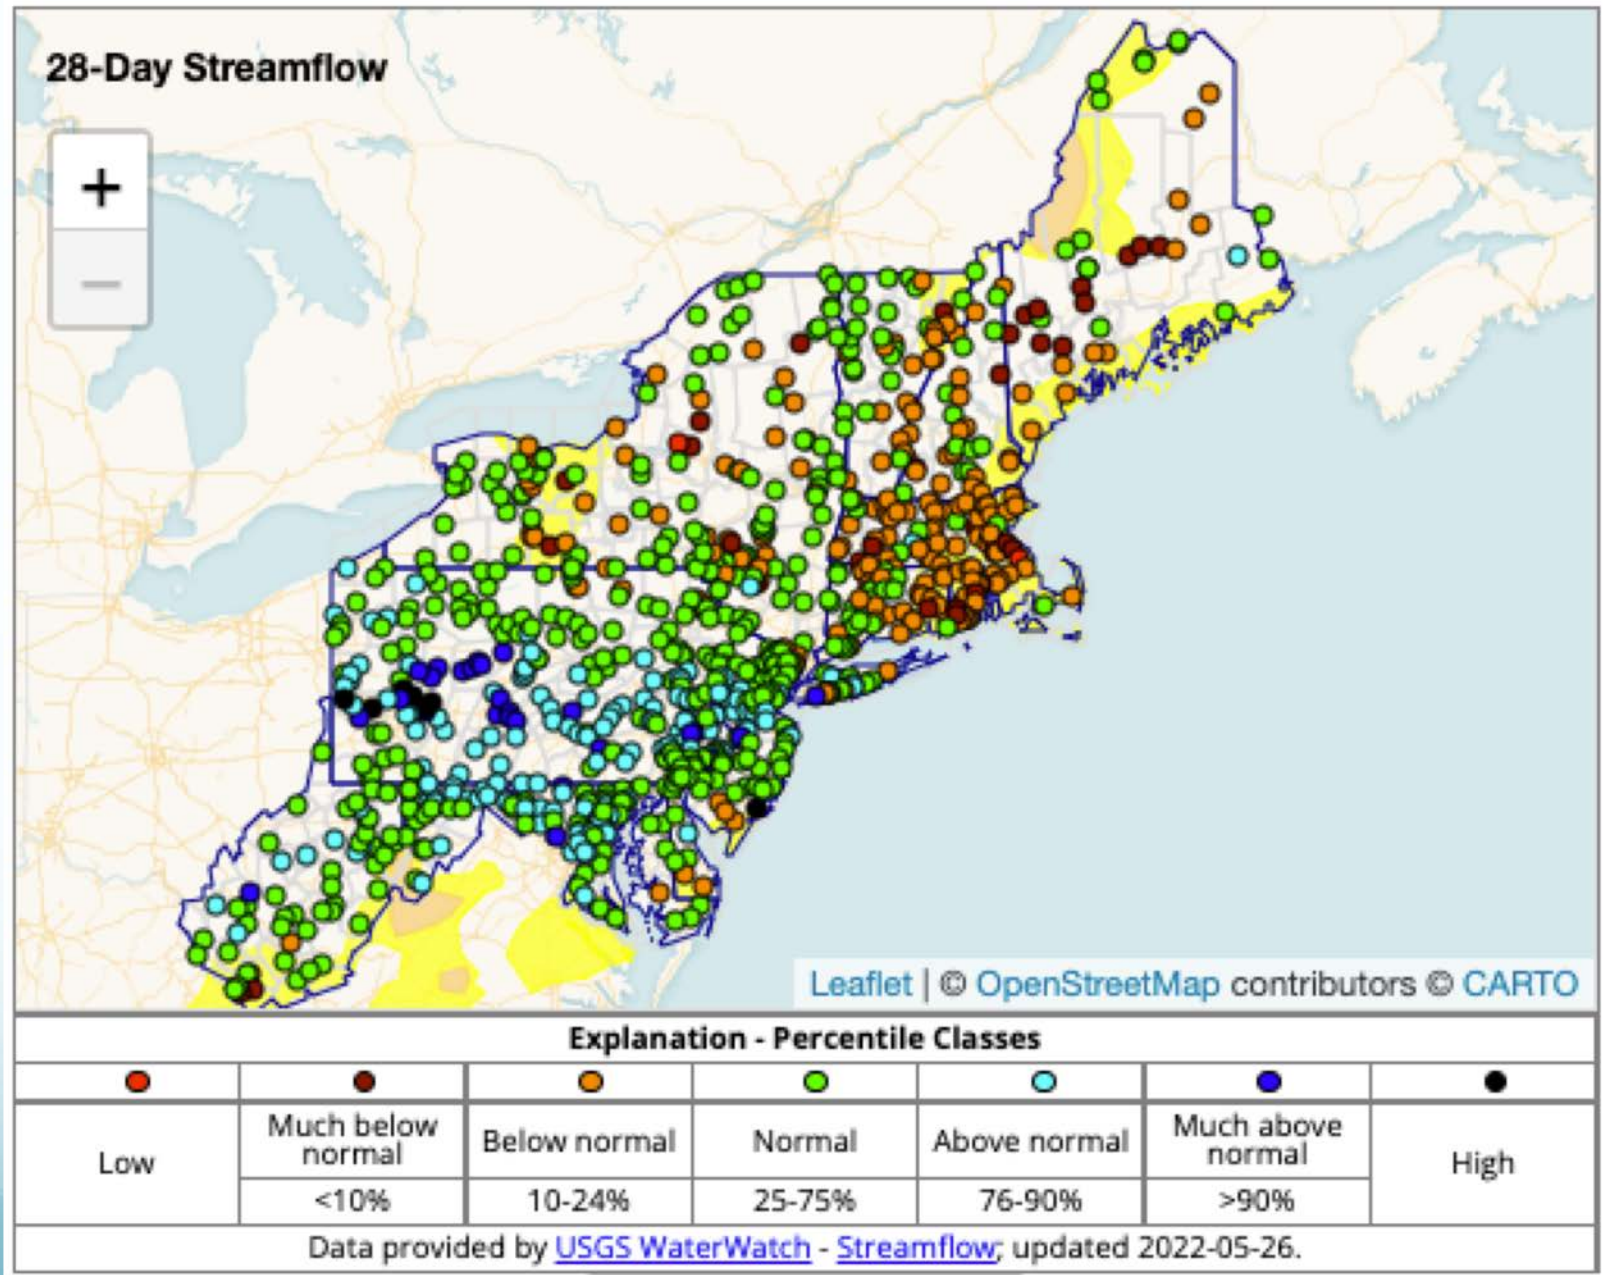 28-Day Streamflow
+
−
Leaflet | © OpenStreetMap contributors © CARTO
Explanation - Percentile Classes
Low
Much below normal
Below normal
Normal
Above normal
Much above normal
High
<10%
10-24%
25-75%
76-90%
>90%
Data provided by USGS WaterWatch - Streamflow; updated 2022-05-26.